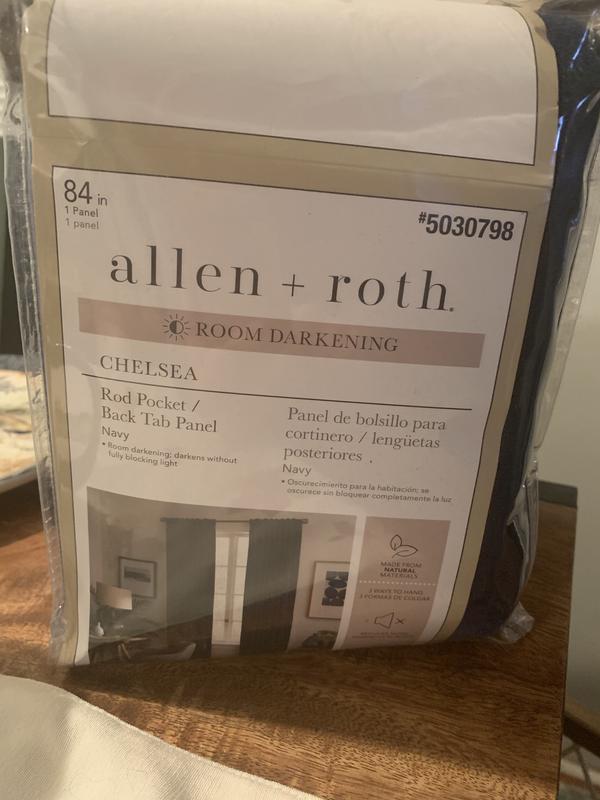 84 in
1 Panel
1 panel
#5030798
allen + roth.
ROOM DARKENING
CHELSEA
Rod Pocket /
Back Tab Panel
Navy
• Room darkening; darkens without
fully blocking light
Panel de bolsillo para
cortinero / lengüetas
posteriores .
Navy
• Oscurecimiento para la habitación; se
oscurece sin bloquear completamente la luz
MADE FROM
NATURAL
MATERIALS
3 WAYS TO HANG
3 FORMAS DE COLGAR